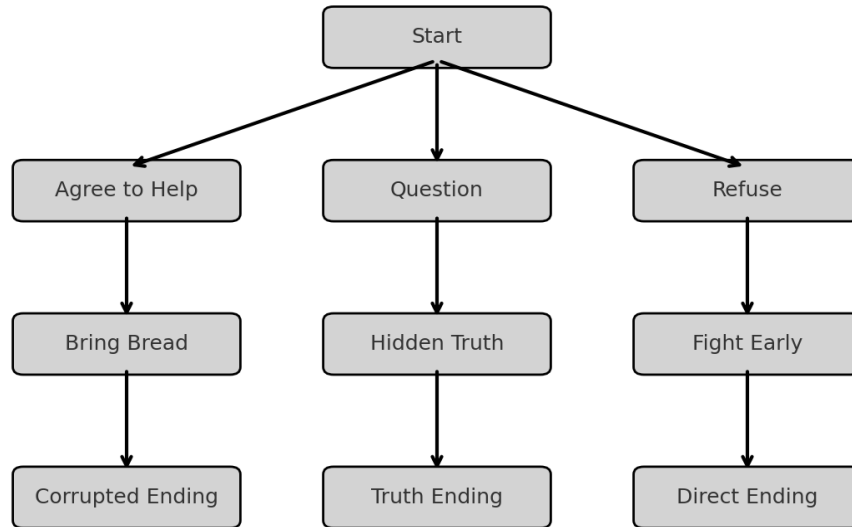 Start
Agree to Help
Question
Refuse
Bring Bread
Hidden Truth
Fight Early
Corrupted Ending
Truth Ending
Direct Ending